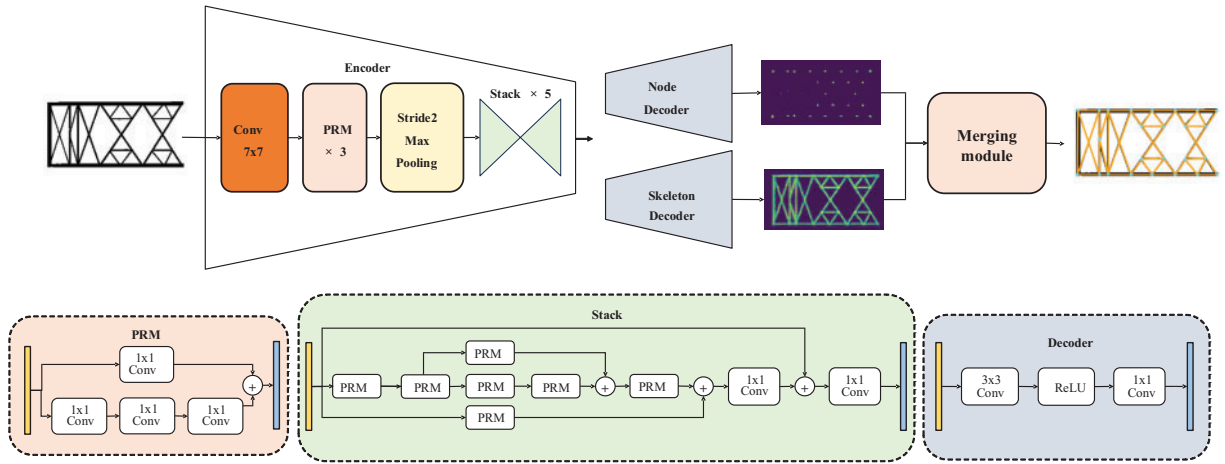 Encoder
Stack × 5
Conv
7x7
PRM
× 3
Stride2
Max
Pooling
Node
Decoder
Skeleton
Decoder
Merging
module
PRM
1x1
Conv
+
1x1
Conv
1x1
Conv
1x1
Conv
Stack
PRM
PRM
PRM
PRM
PRM
+
PRM
+
1x1
Conv
+
1x1
Conv
PRM
Decoder
3x3
Conv
ReLU
1x1
Conv